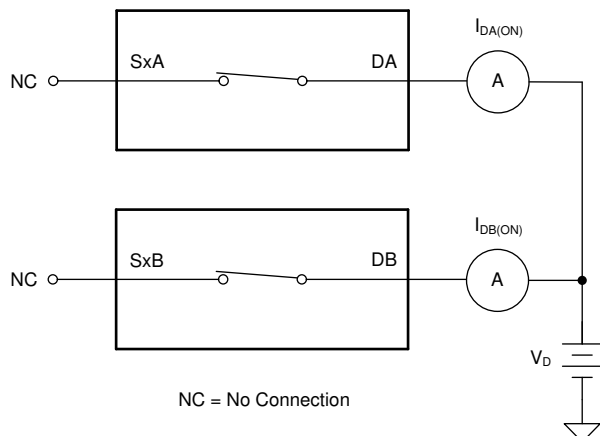 I_DA(ON)
SxA DA
NC A
I_DB(ON)
SxB DB
NC A
V_D
NC = No Connection